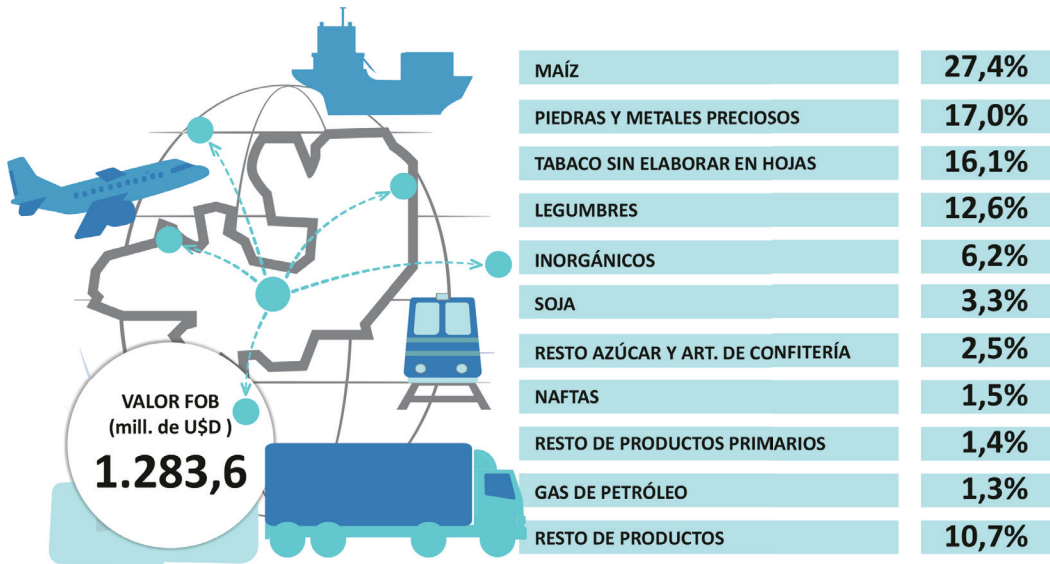 MAÍZ 27,4%
PIEDRAS Y METALES PRECIOSOS 17,0%
TABACO SIN ELABORAR EN HOJAS 16,1%
LEGUMBRES 12,6%
INORGÁNICOS 6,2%
SOJA 3,3%
RESTO AZÚCAR Y ART. DE CONFITERÍA 2,5%
NAFTAS 1,5%
RESTO DE PRODUCTOS PRIMARIOS 1,4%
GAS DE PETRÓLEO 1,3%
RESTO DE PRODUCTOS 10,7%
VALOR FOB
(mill. de U$D )
1.283,6